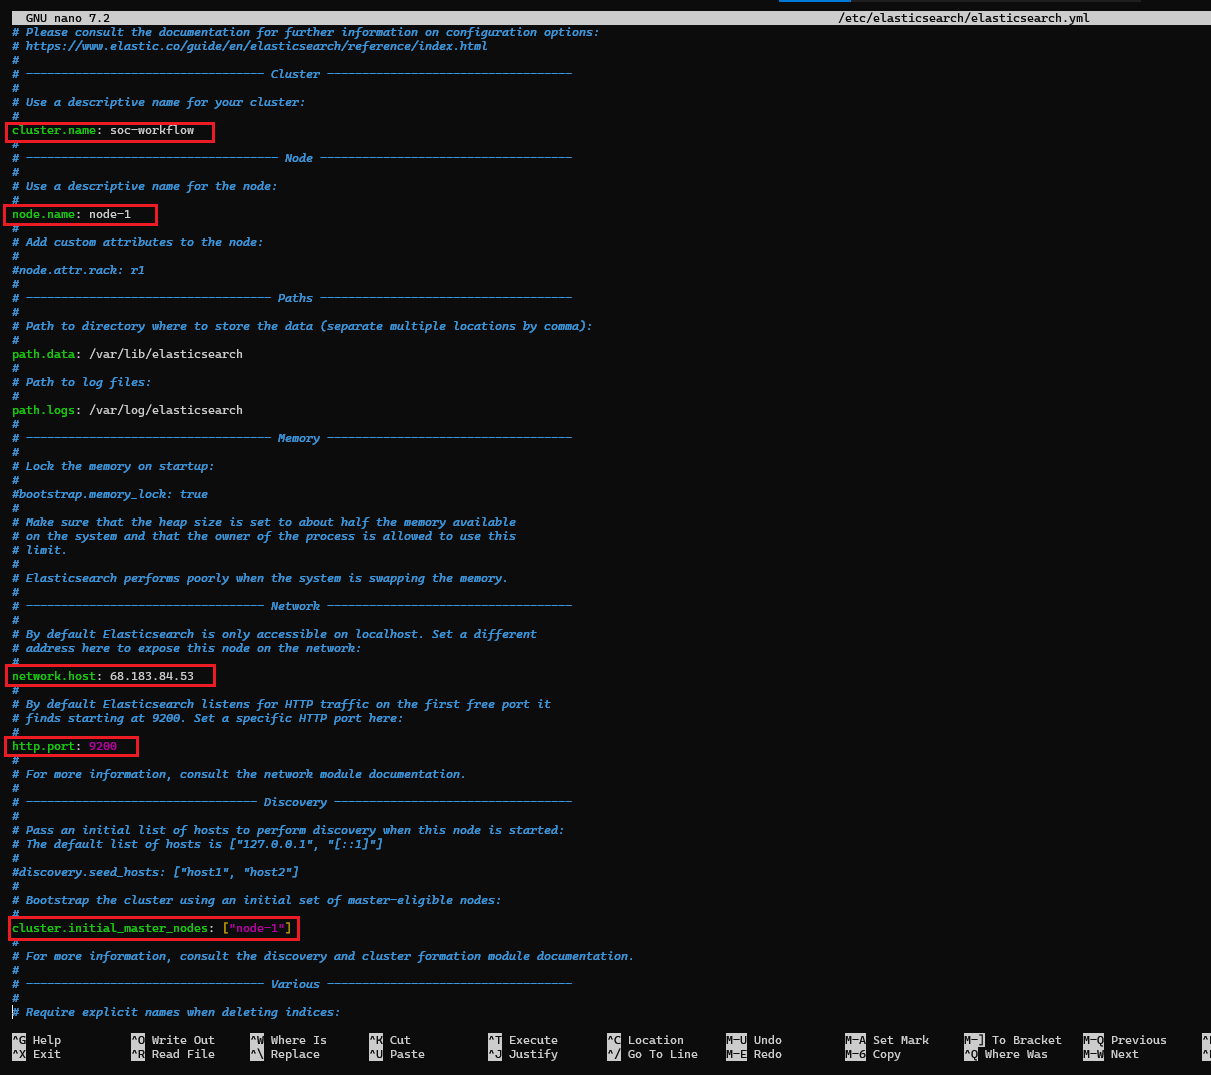 GNU nano 7.2 /etc/elasticsearch/elasticsearch.yml
# Please consult the documentation for further information on configuration options:
# https://www.elastic.co/guide/en/elasticsearch/reference/index.html
#
# ---------------------------------- Cluster -----------------------------------
#
# Use a descriptive name for your cluster:
#
cluster.name: soc-workflow
#
# ------------------------------------ Node ------------------------------------
#
# Use a descriptive name for the node:
#
node.name: node-1
#
# Add custom attributes to the node:
#
#node.attr.rack: r1
#
# ----------------------------------- Paths ------------------------------------
#
# Path to directory where to store the data (separate multiple locations by comma):
#
path.data: /var/lib/elasticsearch
#
# Path to log files:
#
path.logs: /var/log/elasticsearch
#
# ----------------------------------- Memory -----------------------------------
#
# Lock the memory on startup:
#
#bootstrap.memory_lock: true
#
# Make sure that the heap size is set to about half the memory available
# on the system and that the owner of the process is allowed to use this
# limit.
#
# Elasticsearch performs poorly when the system is swapping the memory.
#
# ---------------------------------- Network -----------------------------------
#
# By default Elasticsearch is only accessible on localhost. Set a different
# address here to expose this node on the network:
#
network.host: 68.183.84.53
#
# By default Elasticsearch listens for HTTP traffic on the first free port it
# finds starting at 9200. Set a specific HTTP port here:
#
http.port: 9200
#
# For more information, consult the network module documentation.
#
# --------------------------------- Discovery ----------------------------------
#
# Pass an initial list of hosts to perform discovery when this node is started:
# The default list of hosts is ["127.0.0.1", "[::1]"]
#
#discovery.seed_hosts: ["host1", "host2"]
#
# Bootstrap the cluster using an initial set of master-eligible nodes:
#
cluster.initial_master_nodes: ["node-1"]
#
# For more information, consult the discovery and cluster formation module documentation.
#
# ---------------------------------- Various -----------------------------------
#
# Require explicit names when deleting indices:
^G Help ^O Write Out ^W Where Is ^K Cut ^T Execute ^C Location M-U Undo M-A Set Mark M-] To Bracket M-Q Previous
^X Exit ^R Read File ^\ Replace ^U Paste ^J Justify ^/ Go To Line M-E Redo M-6 Copy ^Q Where Was M-W Next